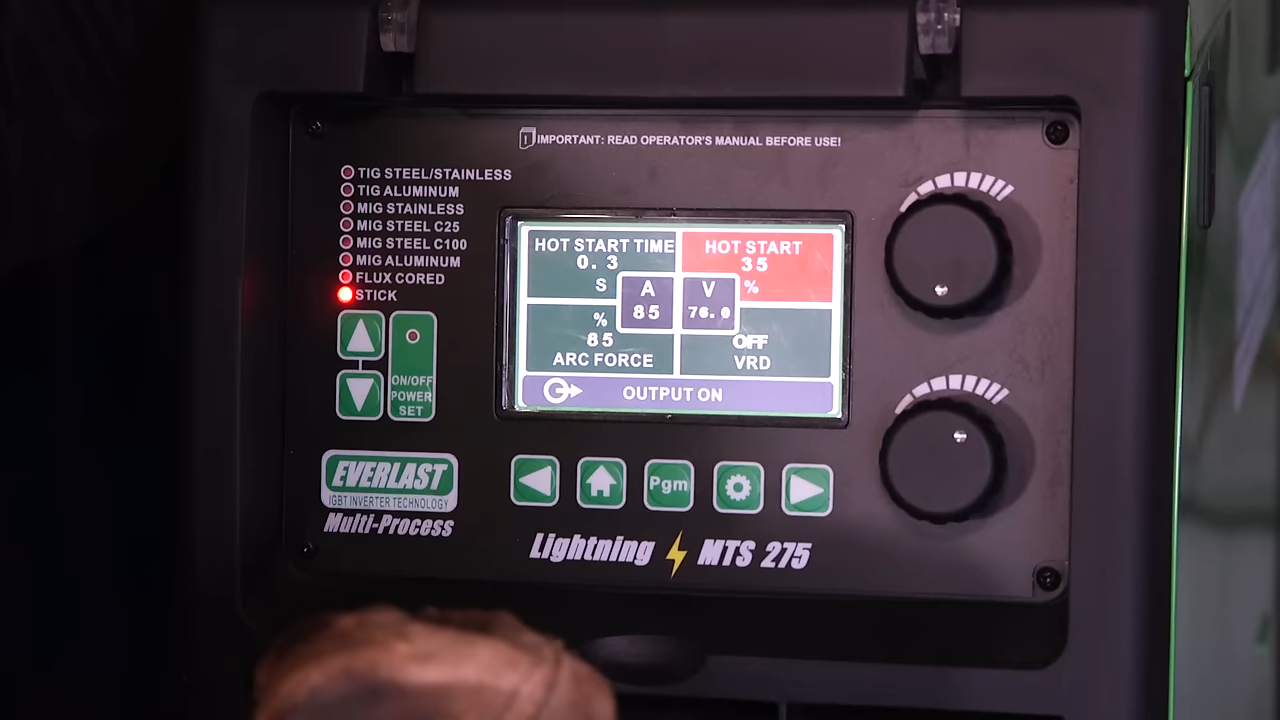 IMPORTANT: READ OPERATOR'S MANUAL BEFORE USE!
TIG STEEL/STAINLESS
TIG ALUMINUM
MIG STAINLESS
MIG STEEL C25
MIG STEEL C100
MIG ALUMINUM
FLUX CORED
STICK
ON/OFF
POWER
SET
HOT START TIME
0.3
S
HOT START
35
%
A
85
V
76.0
%
85
ARC FORCE
OFF
VRD
OUTPUT ON
EVERLAST
IGBT INVERTER TECHNOLOGY
Multi-Process
Pgm
Lightning MTS 275